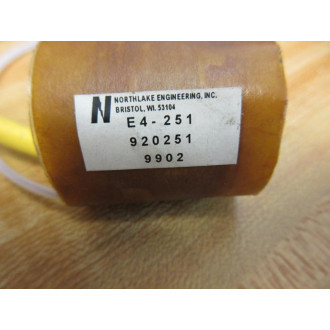 N NORTHLAKE ENGINEERING, INC.
BRISTOL, WI. 53104
E4-251
920251
9902